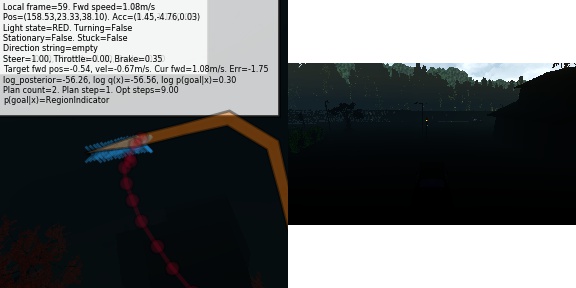 Local frame=59. Fwd speed=1.08m/s
Pos=(158.53,23.33,38.10). Acc=(1.45,-4.76,0.03)
Light state=RED. Turning=False
Stationary=False. Stuck=False
Direction string=empty
Steer=1.00, Throttle=0.00, Brake=0.35
Target fwd pos=-0.54, vel=-0.67m/s. Cur fwd=1.08m/s. Err=-1.75
log_posterior=-56.26, log q(x)=-56.56, log p(goal|x)=0.30
Plan count=2. Plan step=1. Opt steps=9.00
p(goal|x)=RegionIndicator